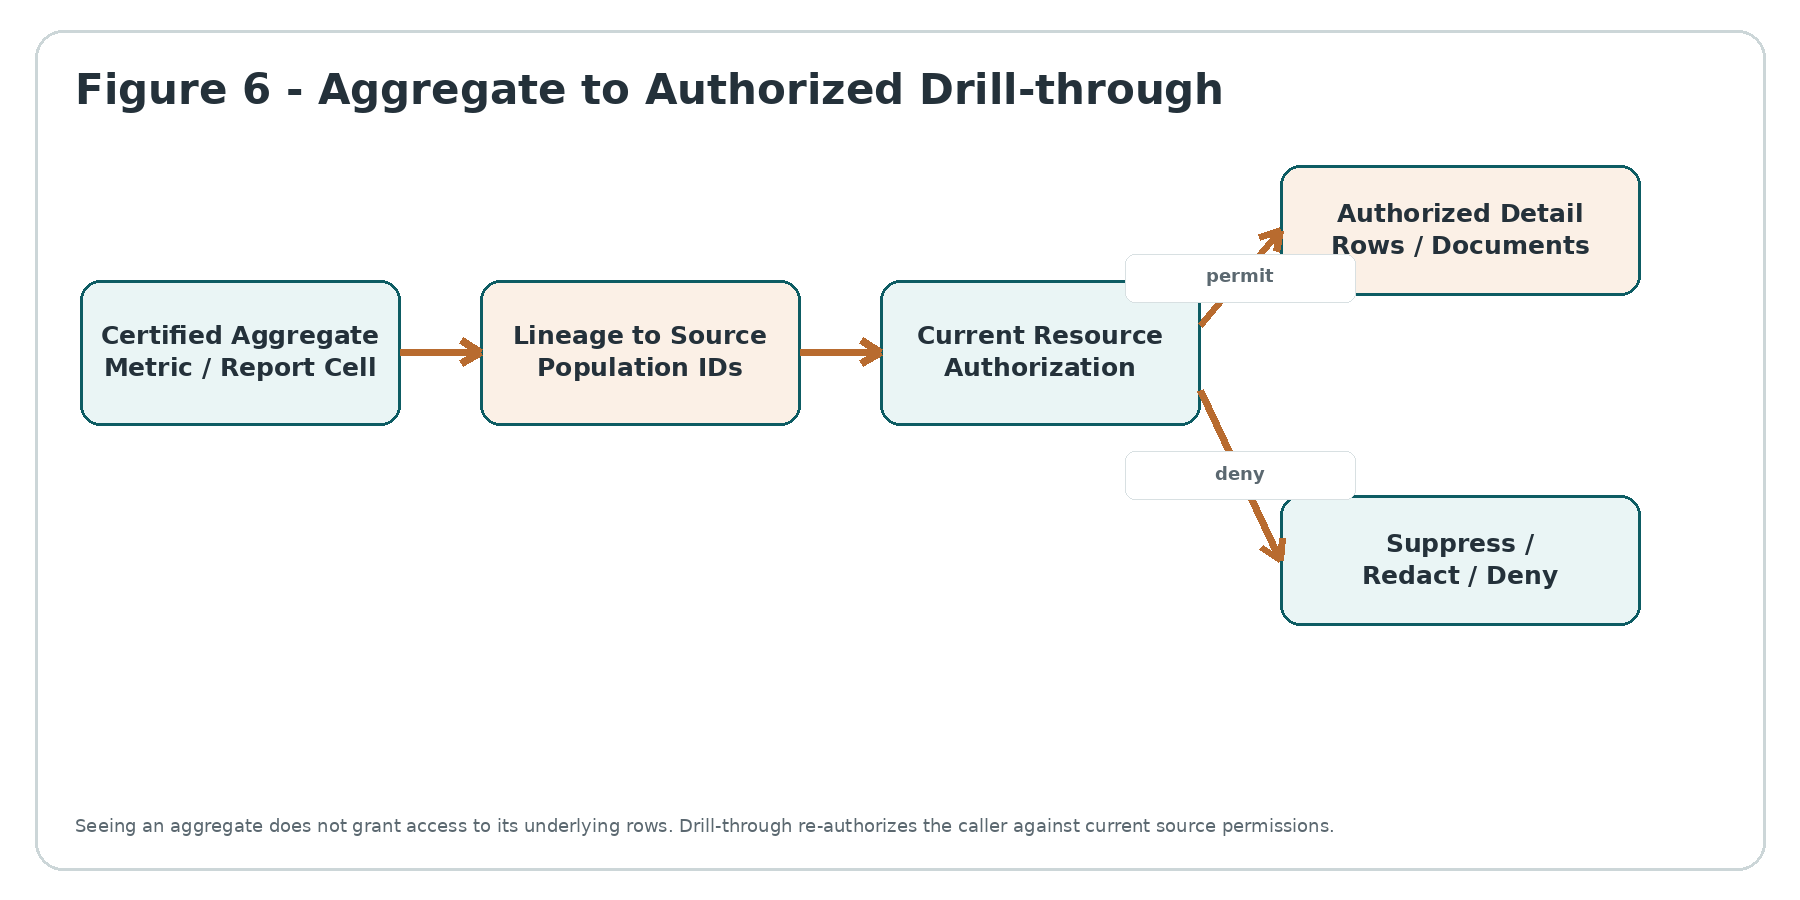 Figure 6 - Aggregate to Authorized Drill-through
Certified Aggregate
Metric / Report Cell
Lineage to Source
Population IDs
Current Resource
Authorization
permit
Authorized Detail
Rows / Documents
deny
Suppress /
Redact / Deny
Seeing an aggregate does not grant access to its underlying rows. Drill-through re-authorizes the caller against current source permissions.